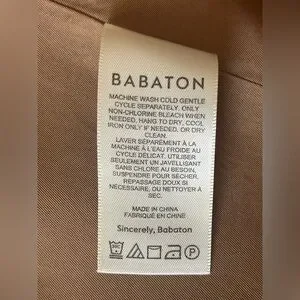 BABATON
MACHINE WASH COLD GENTLE
CYCLE SEPARATELY. ONLY
NON-CHLORINE BLEACH WHEN
NEEDED, HANG TO DRY, COOL
IRON ONLY IF NEEDED, OR DRY
CLEAN.
LAVER SÉPARÉMENT À LA
MACHINE À L'EAU FROIDE AU
CYCLE DÉLICAT. UTILISER
SEULEMENT UN JAVELLISANT
SANS CHLORE AU BESOIN,
SUSPENDRE POUR SÉCHER,
REPASSAGE DOUX SI
NÉCESSAIRE, OU NETTOYER À
SEC.
MADE IN CHINA
FABRIQUÉ EN CHINE
Sincerely, Babaton
P